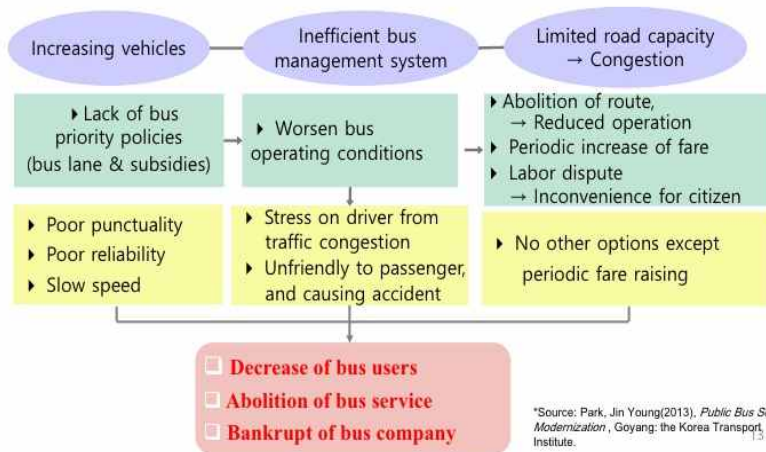 Increasing vehicles
Inefficient bus
management system
Limited road capacity
→ Congestion
Lack of bus
priority policies
(bus lane & subsidies)
Worsen bus
operating conditions
Abolition of route,
→ Reduced operation
Periodic increase of fare
Labor dispute
→ Inconvenience for citizen
Poor punctuality
Poor reliability
Slow speed
Stress on driver from
traffic congestion
Unfriendly to passenger,
and causing accident
No other options except
periodic fare raising
Decrease of bus users
Abolition of bus service
Bankrupt of bus company
*Source: Park, Jin Young(2013), Public Bus
Modernization , Goyang: the Korea Transport
Institute.
13